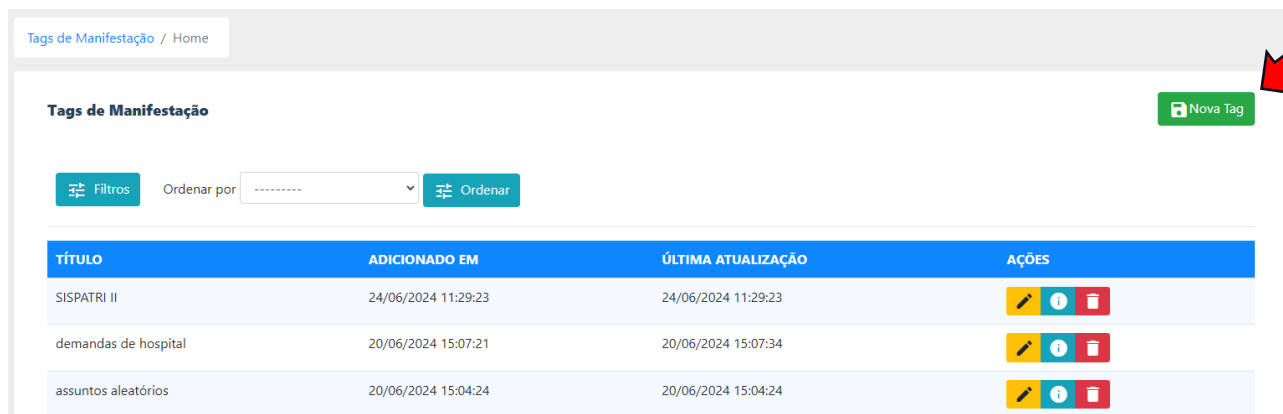 Tags de Manifestação / Home
Tags de Manifestação
Nova Tag
Filtros Ordenar por --------- Ordenar
TÍTULO ADICIONADO EM ÚLTIMA ATUALIZAÇÃO AÇÕES
SISPATRI II 24/06/2024 11:29:23 24/06/2024 11:29:23
demandas de hospital 20/06/2024 15:07:21 20/06/2024 15:07:34
assuntos aleatórios 20/06/2024 15:04:24 20/06/2024 15:04:24